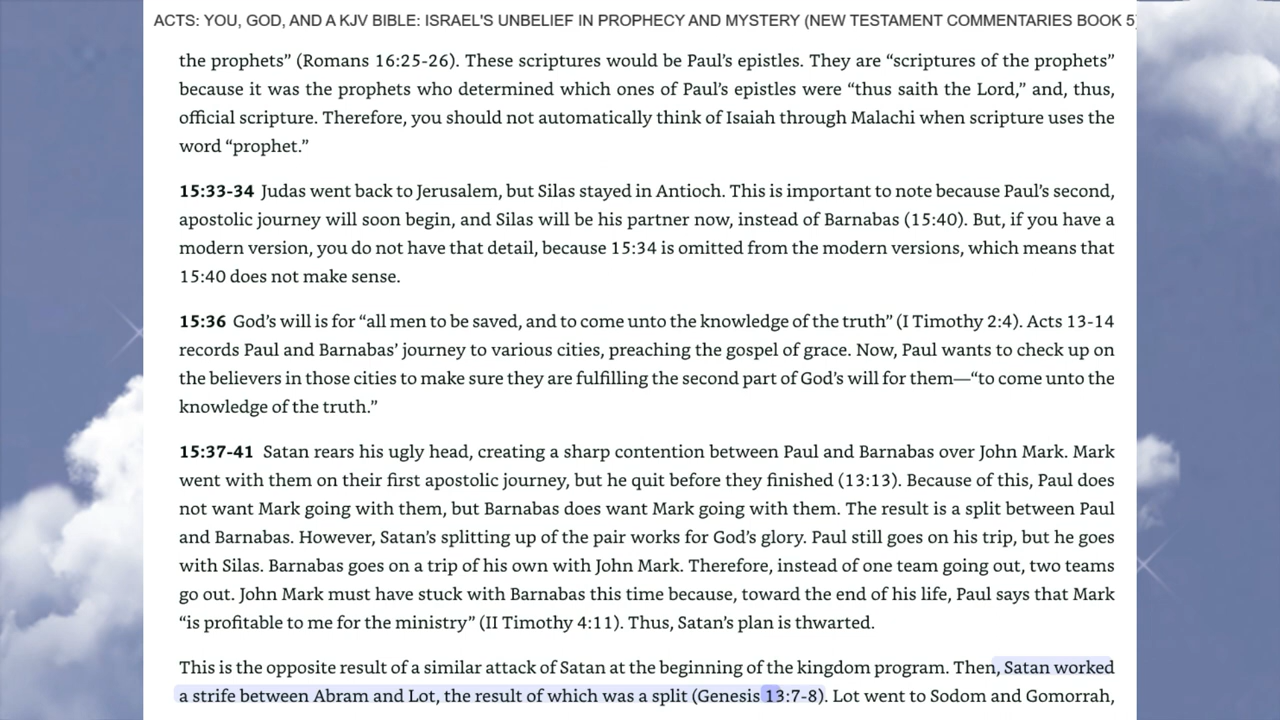 ACTS: YOU, GOD, AND A KJV BIBLE: ISRAEL'S UNBELIEF IN PROPHECY AND MYSTERY (NEW TESTAMENT COMMENTARIES BOOK 5)
the prophets” (Romans 16:25-26). These scriptures would be Paul’s epistles. They are “scriptures of the prophets”
because it was the prophets who determined which ones of Paul’s epistles were “thus saith the Lord,” and, thus,
official scripture. Therefore, you should not automatically think of Isaiah through Malachi when scripture uses the
word “prophet.”
15:33-34 Judas went back to Jerusalem, but Silas stayed in Antioch. This is important to note because Paul’s second,
apostolic journey will soon begin, and Silas will be his partner now, instead of Barnabas (15:40). But, if you have a
modern version, you do not have that detail, because 15:34 is omitted from the modern versions, which means that
15:40 does not make sense.
15:36 God’s will is for “all men to be saved, and to come unto the knowledge of the truth” (I Timothy 2:4). Acts 13-14
records Paul and Barnabas’ journey to various cities, preaching the gospel of grace. Now, Paul wants to check up on
the believers in those cities to make sure they are fulfilling the second part of God’s will for them—“to come unto the
knowledge of the truth.”
15:37-41 Satan rears his ugly head, creating a sharp contention between Paul and Barnabas over John Mark. Mark
went with them on their first apostolic journey, but he quit before they finished (13:13). Because of this, Paul does
not want Mark going with them, but Barnabas does want Mark going with them. The result is a split between Paul
and Barnabas. However, Satan’s splitting up of the pair works for God’s glory. Paul still goes on his trip, but he goes
with Silas. Barnabas goes on a trip of his own with John Mark. Therefore, instead of one team going out, two teams
go out. John Mark must have stuck with Barnabas this time because, toward the end of his life, Paul says that Mark
“is profitable to me for the ministry” (II Timothy 4:11). Thus, Satan’s plan is thwarted.
This is the opposite result of a similar attack of Satan at the beginning of the kingdom program. Then, Satan worked
a strife between Abram and Lot, the result of which was a split (Genesis 13:7-8). Lot went to Sodom and Gomorrah,